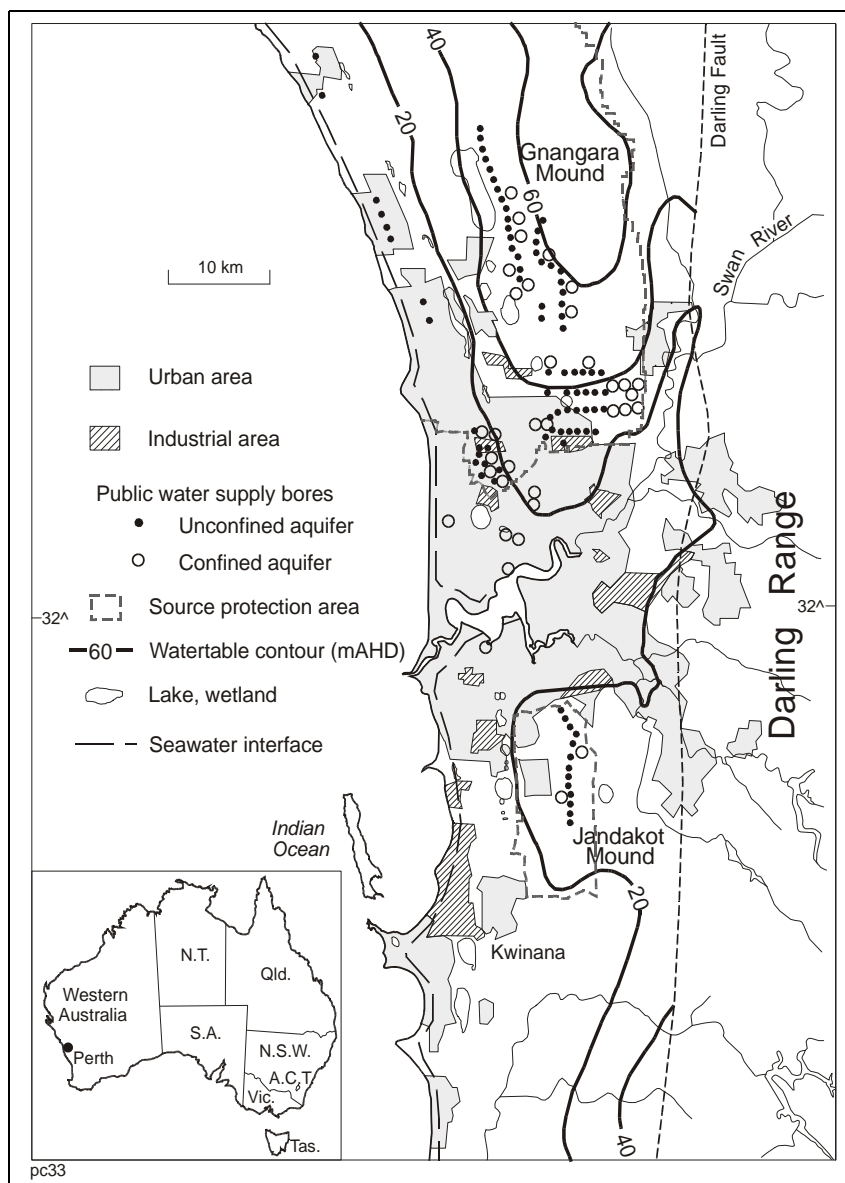 40
20
60
Gnangara
Mound
Darling Fault
Swan River
10 km
Urban area
Industrial area
Public water supply bores
Unconfined aquifer
Confined aquifer
Source protection area
32^
32^
60 Watertable contour (mAHD)
Lake, wetland
Seawater interface
Darling Range
Indian
Ocean
Jandakot
Mound
20
Kwinana
40
N.T.
Qld.
Western
Australia
S.A.
N.S.W.
Perth
A.C.T
Vic.
Tas.
pc33